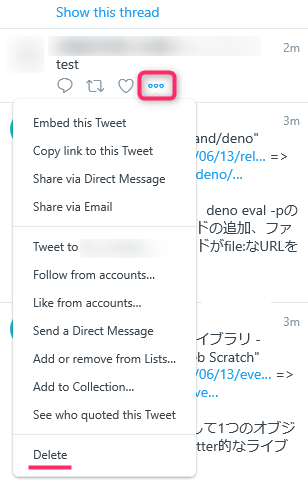 Show this thread
2m
test
Embed this Tweet
Copy link to this Tweet
Share via Direct Message
Share via Email
Tweet to
Follow from accounts...
Like from accounts...
Send a Direct Message
Add or remove from Lists...
Add to Collection...
See who quoted this Tweet
Delete
3m
and/deno"
/06/13/rel... =>
deno/...
deno eval -pの
ドの追加、ファ
ドがfile:なURLを
3m
イブラリ -
b Scratch"
/06/13/eve... =>
ve...
して1つのオブジ
tter的なライブ